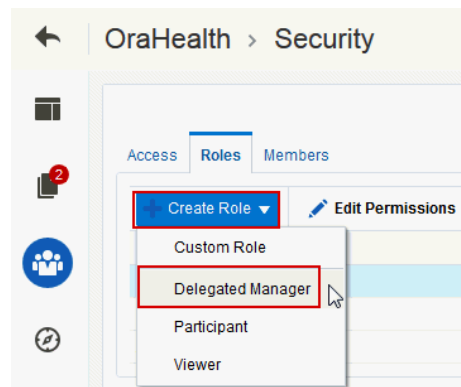 OraHealth > Security
Access Roles Members
2
Create Role Edit Permissions
Custom Role
Delegated Manager
Participant
Viewer